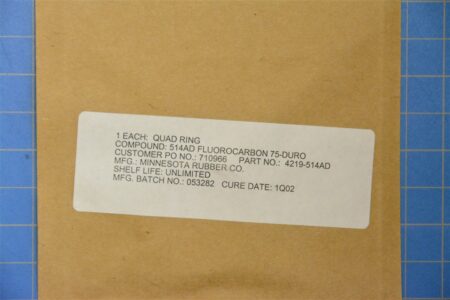 1 EACH: QUAD RING
COMPOUND: 514AD FLUOROCARBON 75-DURO
CUSTOMER PO NO.: 710966 PART NO.: 4219-514AD
MFG.: MINNESOTA RUBBER CO.
SHELF LIFE: UNLIMITED
MFG. BATCH NO.: 053282 CURE DATE: 1Q02